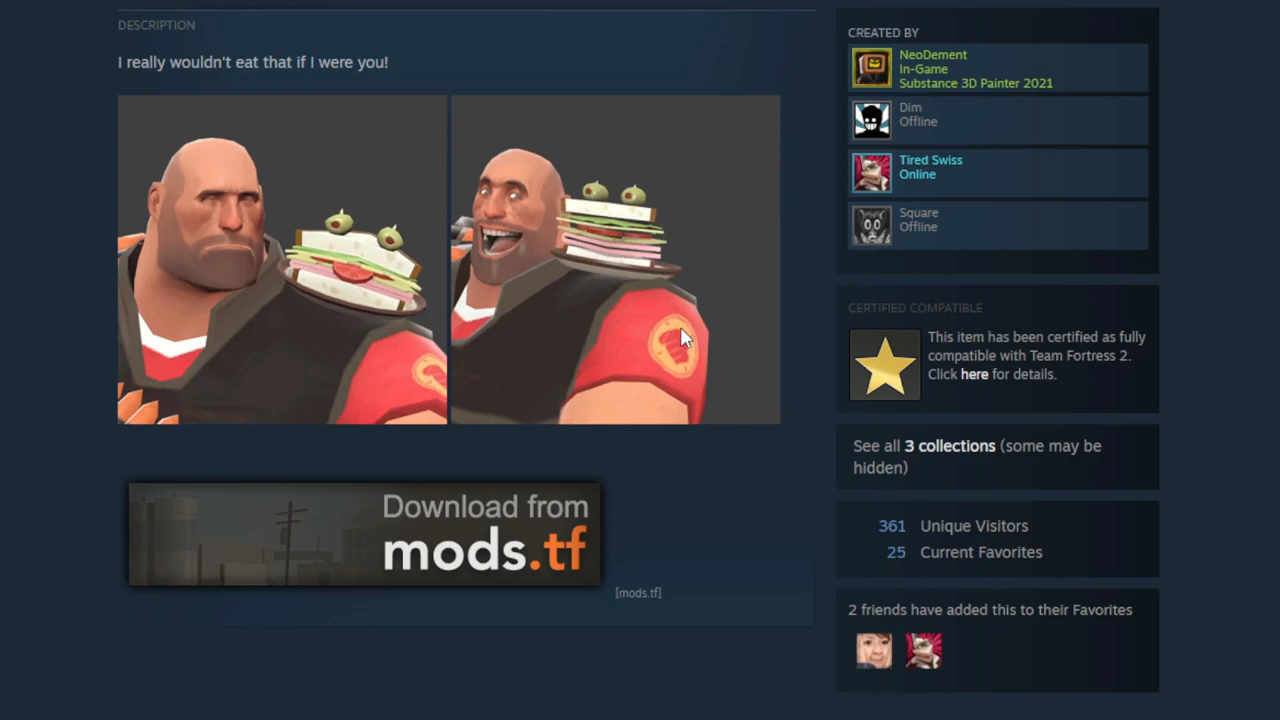 DESCRIPTION
I really wouldn't eat that if I were you!
Download from
mods.tf
[mods.tf]
CREATED BY
NeoDement
In-Game
Substance 3D Painter 2021
Dim
Offline
Tired Swiss
Online
Square
Offline
CERTIFIED COMPATIBLE
This item has been certified as fully
compatible with Team Fortress 2.
Click here for details.
See all 3 collections (some may be
hidden)
361 Unique Visitors
25 Current Favorites
2 friends have added this to their Favorites